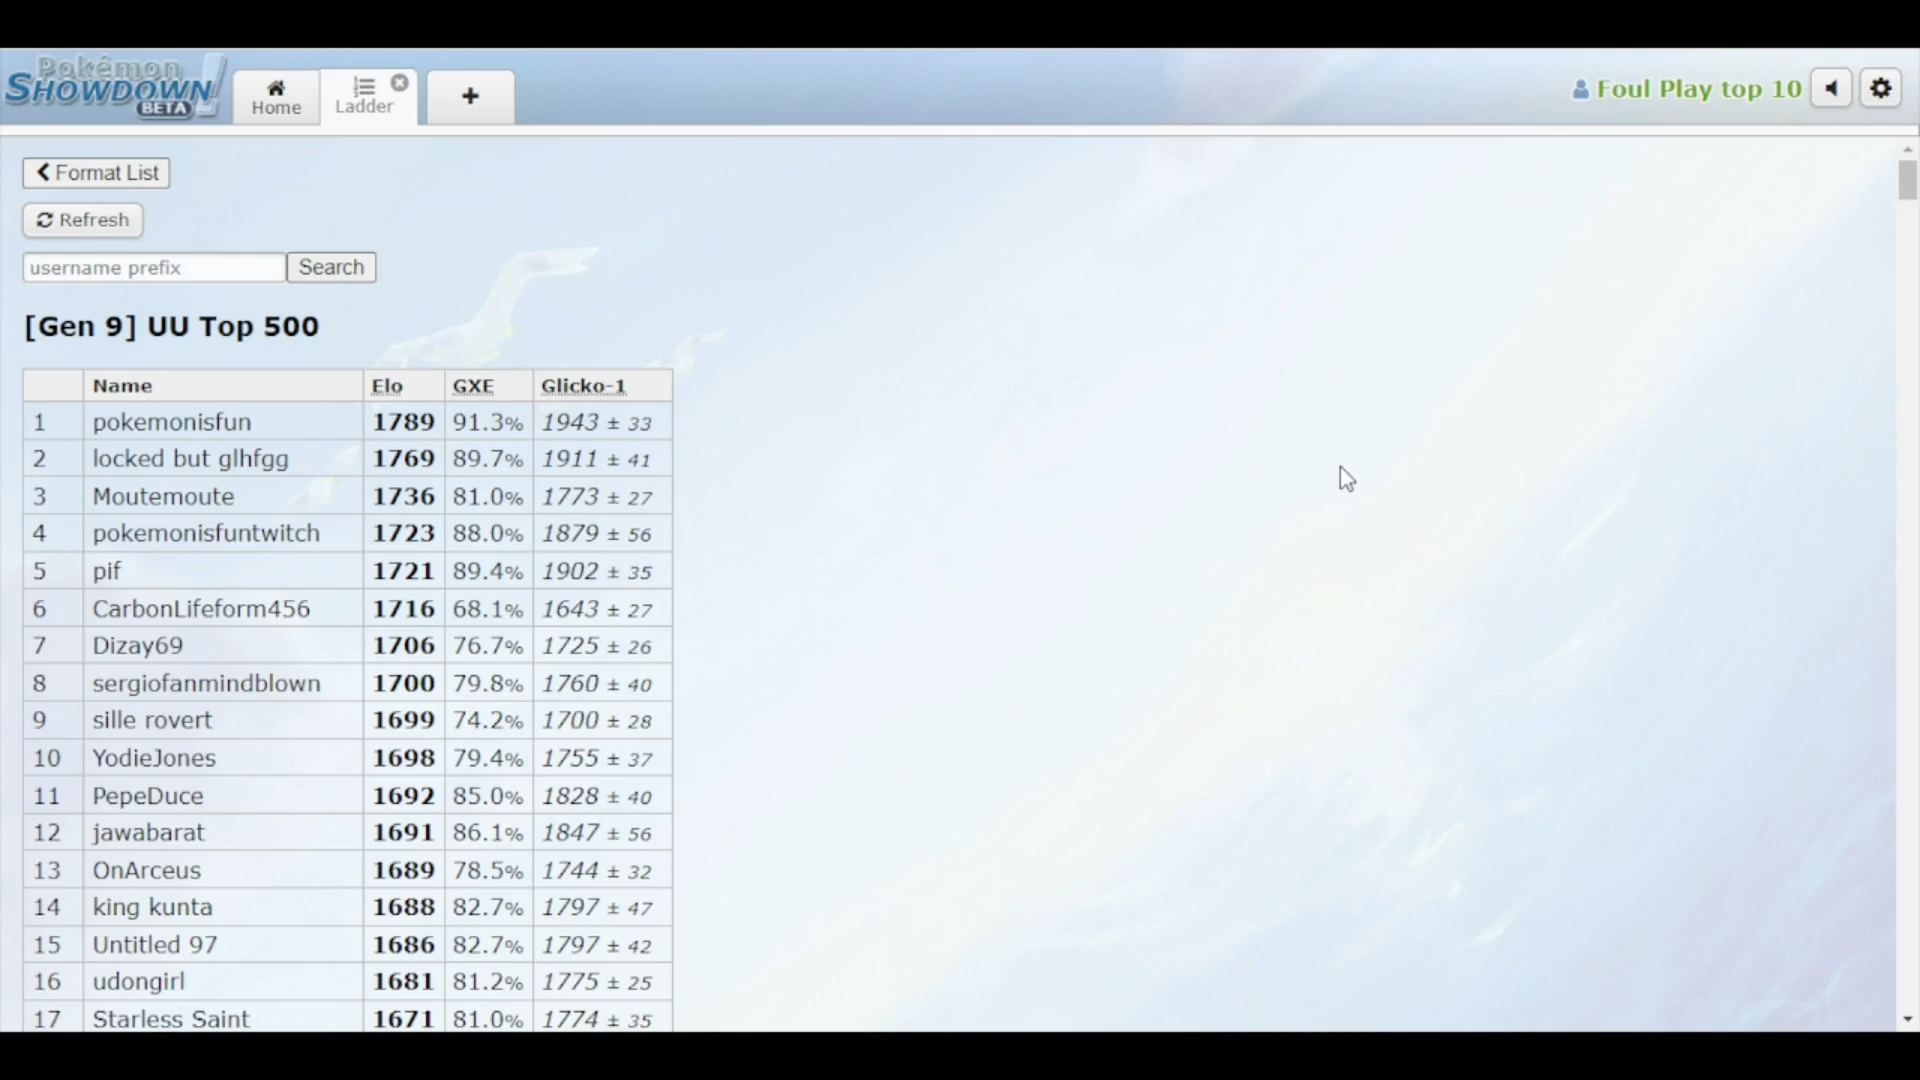 Pokémon
SHOWDOWN!
BETA
Home
Ladder
Foul Play top 10
Format List
Refresh
username prefix Search
[Gen 9] UU Top 500
Name Elo GXE Glicko-1
1 pokemonisfun 1789 91.3% 1943 ± 33
2 locked but glhfgg 1769 89.7% 1911 ± 41
3 Moutemoute 1736 81.0% 1773 ± 27
4 pokemonisfuntwitch 1723 88.0% 1879 ± 56
5 pif 1721 89.4% 1902 ± 35
6 CarbonLifeform456 1716 68.1% 1643 ± 27
7 Dizay69 1706 76.7% 1725 ± 26
8 sergiofanmindblown 1700 79.8% 1760 ± 40
9 sille rovert 1699 74.2% 1700 ± 28
10 YodieJones 1698 79.4% 1755 ± 37
11 PepeDuce 1692 85.0% 1828 ± 40
12 jawabarat 1691 86.1% 1847 ± 56
13 OnArceus 1689 78.5% 1744 ± 32
14 king kunta 1688 82.7% 1797 ± 47
15 Untitled 97 1686 82.7% 1797 ± 42
16 udongirl 1681 81.2% 1775 ± 25
17 Starless Saint 1671 81.0% 1774 ± 35